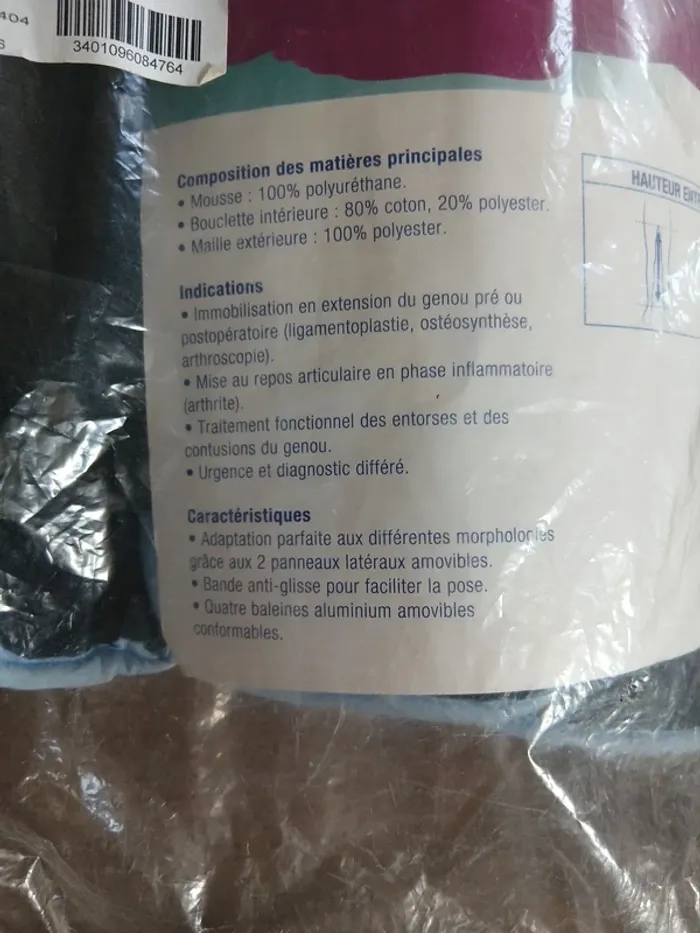 404
3401096084764
Composition des matières principales
• Mousse : 100% polyuréthane.
• Bouclette intérieure : 80% coton, 20% polyester.
• Maille extérieure : 100% polyester.
HAUTEUR
Indications
• Immobilisation en extension du genou pré ou
postopératoire (ligamentoplastie, ostéosynthèse,
arthroscopie).
• Mise au repos articulaire en phase inflammatoire
(arthrite).
• Traitement fonctionnel des entorses et des
contusions du genou.
• Urgence et diagnostic différé.
Caractéristiques
• Adaptation parfaite aux différentes morphologies
grâce aux 2 panneaux latéraux amovibles.
• Bande anti-glisse pour faciliter la pose.
• Quatre baleines aluminium amovibles
conformables.